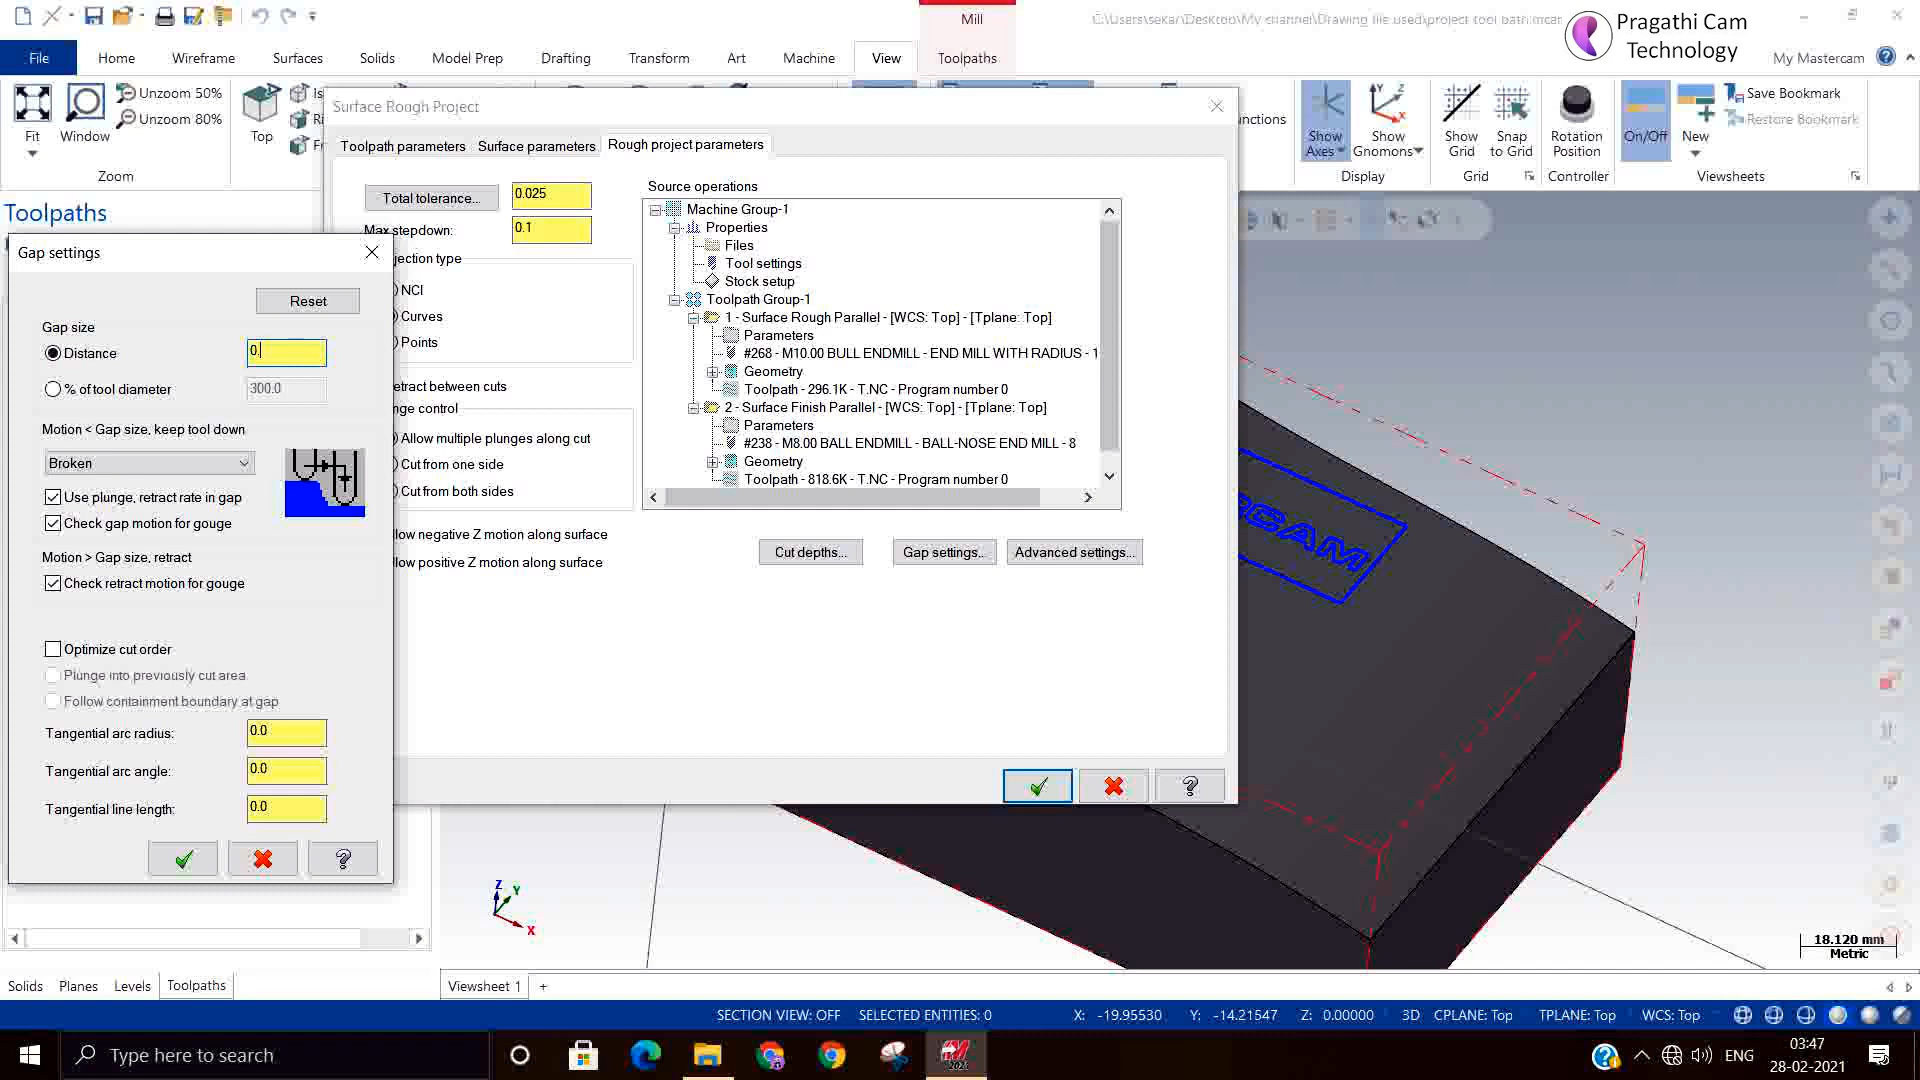 Mill
C:\Users\sekar\Desktop\My channel\Drawing file used\project tool bath.mcam
Pragathi Cam
Technology
File
Home
Wireframe
Surfaces
Solids
Model Prep
Drafting
Transform
Art
Machine
View
Toolpaths
My Mastercam
Fit
Window
Unzoom 50%
Unzoom 80%
Zoom
Top
Show
Axes
Show
Gnomons
Display
Show
Grid
Snap
to Grid
Grid
Rotation
Position
Controller
On/Off
New
Save Bookmark
Restore Bookmark
Viewsheets
Toolpaths
Surface Rough Project
Toolpath parameters
Surface parameters
Rough project parameters
Total tolerance...
0.025
Max stepdown:
0.1
NCI
Curves
Points
Allow multiple plunges along cut
Cut from one side
Cut from both sides
Source operations
Machine Group-1
Properties
Files
Tool settings
Stock setup
Toolpath Group-1
1 - Surface Rough Parallel - [WCS: Top] - [Tplane: Top]
Parameters
#268 - M10.00 BULL ENDMILL - END MILL WITH RADIUS - 1
Geometry
Toolpath - 296.1K - T.NC - Program number 0
2 - Surface Finish Parallel - [WCS: Top] - [Tplane: Top]
Parameters
#238 - M8.00 BALL ENDMILL - BALL-NOSE END MILL - 8
Geometry
Toolpath - 818.6K - T.NC - Program number 0
Cut depths...
Gap settings...
Advanced settings...
Gap settings
Reset
Gap size
Distance
0.
% of tool diameter
300.0
Motion < Gap size, keep tool down
Broken
Use plunge, retract rate in gap
Check gap motion for gouge
Motion > Gap size, retract
Check retract motion for gouge
Optimize cut order
Plunge into previously cut area
Follow containment boundary at gap
Tangential arc radius:
0.0
Tangential arc angle:
0.0
Tangential line length:
0.0
Z
Y
X
18.120 mm
Metric
Solids
Planes
Levels
Toolpaths
Viewsheet 1
+
SECTION VIEW: OFF
SELECTED ENTITIES: 0
X: -19.95530
Y: -14.21547
Z: 0.00000
3D
CPLANE: Top
TPLANE: Top
WCS: Top
Type here to search
ENG
03:47
28-02-2021